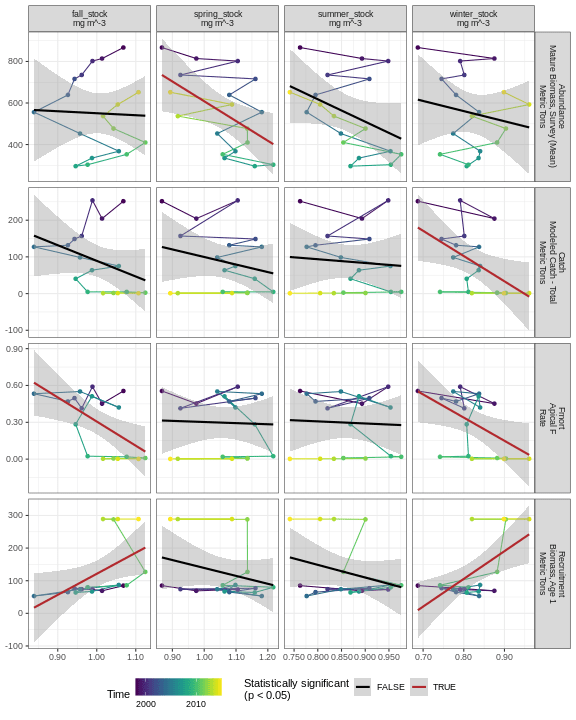 fall_stock
mg m^-3
spring_stock
mg m^-3
summer_stock
mg m^-3
winter_stock
mg m^-3
800
600
400
Abundance
Mature Biomass, Survey (Mean)
Metric Tons
200
100
0
-100
Catch
Modeled Catch - Total
Metric Tons
0.90
0.60
0.30
0.00
Fmort
Apical F
Rate
300
200
100
0
-100
Recruitment
Biomass, Age 1
Metric Tons
0.90 1.00 1.10
0.90 1.00 1.10 1.20
0.750 0.800 0.850 0.900 0.950
0.70 0.80 0.90
Time
2000 2010
Statistically significant
(p < 0.05)
FALSE TRUE